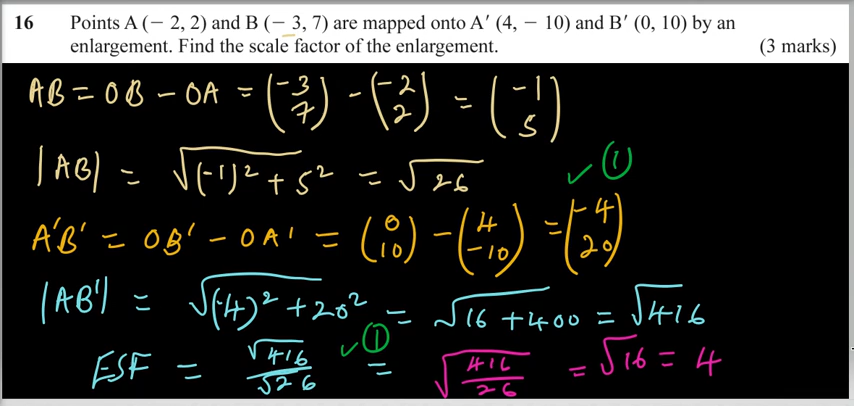 16 Points A (− 2, 2) and B (− 3, 7) are mapped onto A′ (4, − 10) and B′ (0, 10) by an
enlargement. Find the scale factor of the enlargement. (3 marks)
AB = OB − OA = (−3 7) − (−2 2) = (−1 5)
|AB| = √(−1)² + 5² = √26 ✓ (1)
A'B' = OB' − OA' = (0 10) − (4 −10) = (−4 20)
|AB'| = √(−4)² + 20² = √16 + 400 = √416
ESF = √416/√26 ✓ (1) = √416/26 = √16 = 4